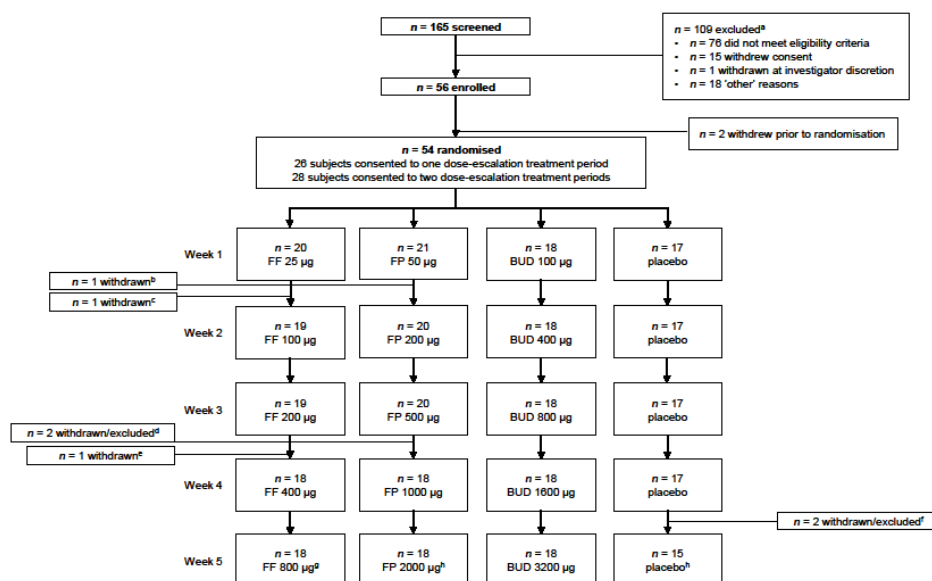 n = 165 screened
n = 109 excludedᵃ
• n = 76 did not meet eligibility criteria
• n = 15 withdrew consent
• n = 1 withdrawn at investigator discretion
• n = 18 'other' reasons
n = 56 enrolled
n = 2 withdrew prior to randomisation
n = 54 randomised
26 subjects consented to one dose-escalation treatment period
28 subjects consented to two dose-escalation treatment periods
Week 1
n = 20
FF 25 µg
n = 21
FP 50 µg
n = 18
BUD 100 µg
n = 17
placebo
n = 1 withdrawnᵇ
n = 1 withdrawnᶜ
Week 2
n = 19
FF 100 µg
n = 20
FP 200 µg
n = 18
BUD 400 µg
n = 17
placebo
Week 3
n = 19
FF 200 µg
n = 20
FP 500 µg
n = 18
BUD 800 µg
n = 17
placebo
n = 2 withdrawn/excludedᵈ
n = 1 withdrawnᵉ
Week 4
n = 18
FF 400 µg
n = 18
FP 1000 µg
n = 18
BUD 1600 µg
n = 17
placebo
n = 2 withdrawn/excludedᶠ
Week 5
n = 18
FF 800 µgᵍ
n = 18
FP 2000 µgʰ
n = 18
BUD 3200 µg
n = 15
placeboʰ